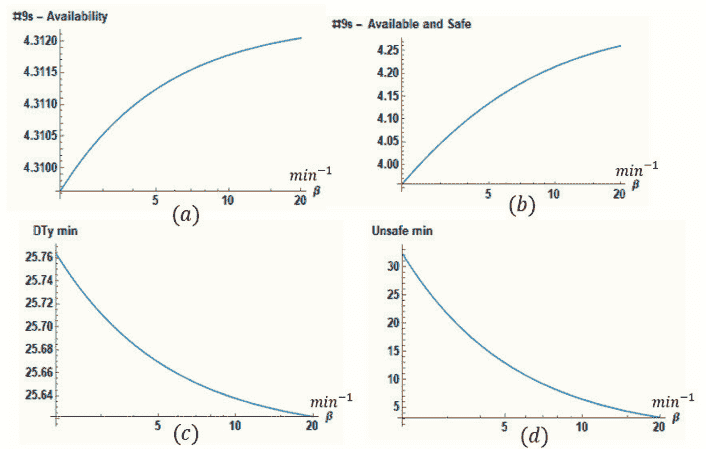 #9s – Availability
4.3120
4.3115
4.3110
4.3105
4.3100
5
10
20
min⁻¹
β
(a)
#9s – Available and Safe
4.25
4.20
4.15
4.10
4.05
4.00
5
10
20
min⁻¹
β
(b)
DTy min
25.76
25.74
25.72
25.70
25.68
25.66
25.64
5
10
20
min⁻¹
β
(c)
Unsafe min
30
25
20
15
10
5
5
10
20
min⁻¹
β
(d)